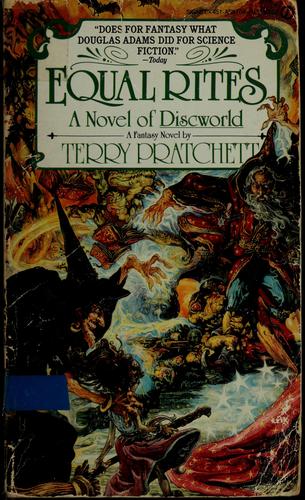 "DOES FOR FANTASY WHAT
DOUGLAS ADAMS DID FOR SCIENCE
FICTION."
—Today
EQUAL RITES
A Novel of Discworld
A Fantasy Novel by
TERRY PRATCHETT